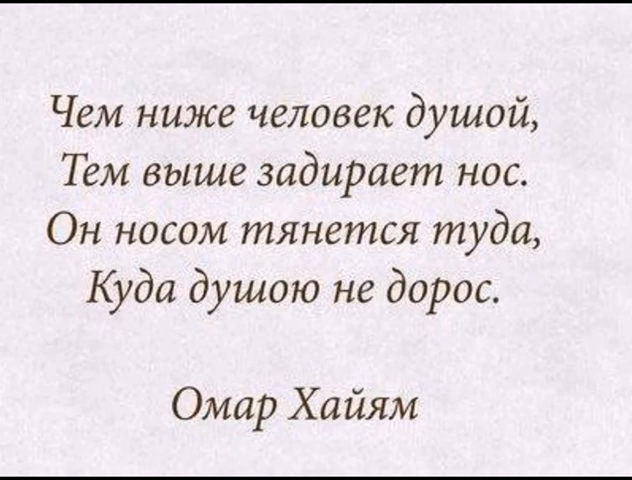 Чем ниже человек душой,
Тем выше задирает нос.
Он носом тянется туда,
Куда душою не дорос.
Омар Хайям